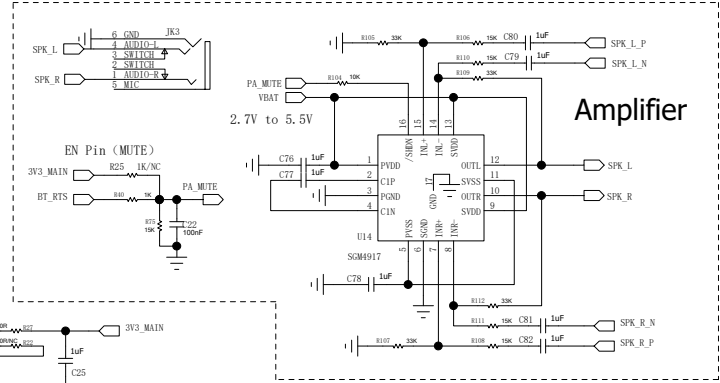 6 GND JK3
4 AUDIO-L
SPK_L
3 SWITCH
2 SWITCH
SPK_R 1 AUDIO-R
5 MIC
R105 33K
R106 15K C80 1uF SPK_L_P
R110 15K C79 1uF SPK_L_N
R109 33K
PA_MUTE R104 10K
VBAT
2.7V to 5.5V
Amplifier
16 15 14 13
/SHDN INL+ INL- SVDD
EN Pin (MUTE)
R25 1K/NC
3V3_MAIN
BT_RTS R40 1K PA_MUTE
R75 15K
C22 100nF
C76 1uF
C77 1uF
1 PVDD OUTL 12 SPK_L
2 C1P SVSS 11
3 PGND OUTR 10 SPK_R
4 C1N SVDD 9
GND 17
U14
PVSS SGND INR+ INR-
5 6 7 8
SGM4917
C78 1uF
R112 33K
R111 15K C81 1uF SPK_R_N
R107 33K
R108 15K C82 1uF SPK_R_P
0R R27 3V3_MAIN
0R/NC R22
1uF
C25